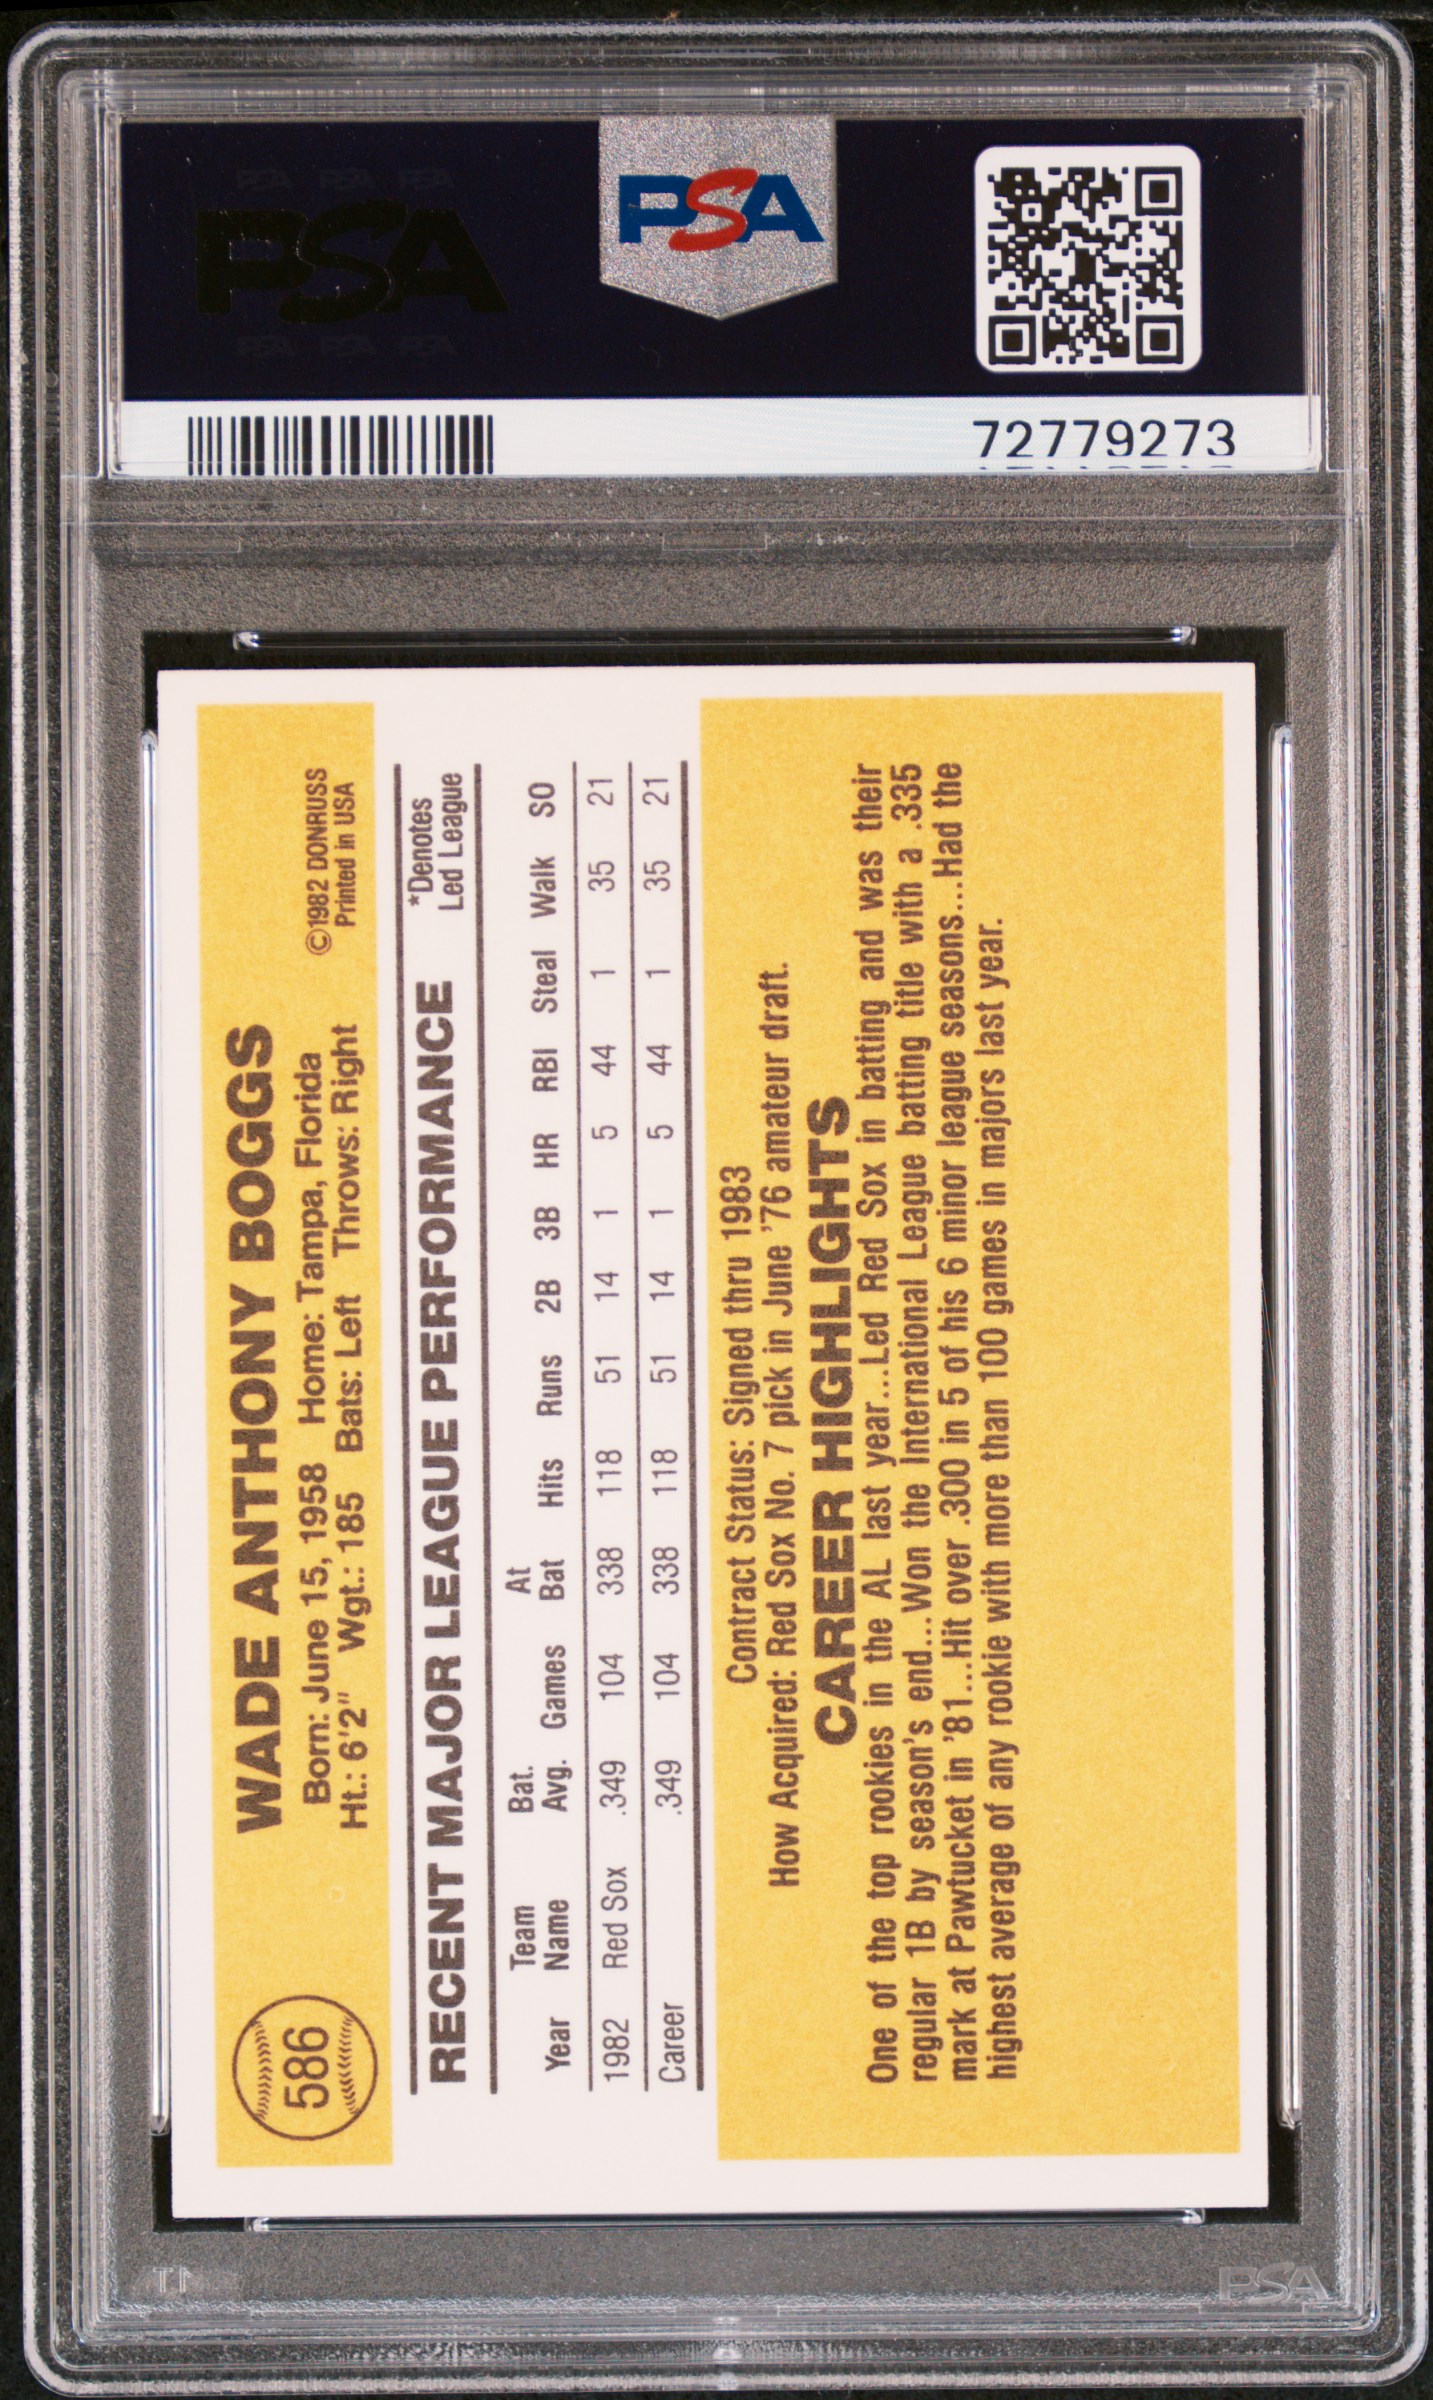 PSA PSA PSA
PSA
PSA PSA PSA
PSA
72779273
586
WADE ANTHONY BOGGS
Born: June 15, 1958 Home: Tampa, Florida
©1982 DONRUSS
Ht.: 6'2" Wgt.: 185 Bats: Left Throws: Right
Printed in USA
RECENT MAJOR LEAGUE PERFORMANCE
*Denotes
Led League
Year Team Name Bat. Avg. Games At Bat Hits Runs 2B 3B HR RBI Steal Walk SO
1982 Red Sox .349 104 338 118 51 14 1 5 44 1 35 21
Career .349 104 338 118 51 14 1 5 44 1 35 21
Contract Status: Signed thru 1983
How Acquired: Red Sox No. 7 pick in June '76 amateur draft.
CAREER HIGHLIGHTS
One of the top rookies in the AL last year...Led Red Sox in batting and was their
regular 1B by season's end...Won the International League batting title with a .335
mark at Pawtucket in '81...Hit over .300 in 5 of his 6 minor league seasons...Had the
highest average of any rookie with more than 100 games in majors last year.
PSA